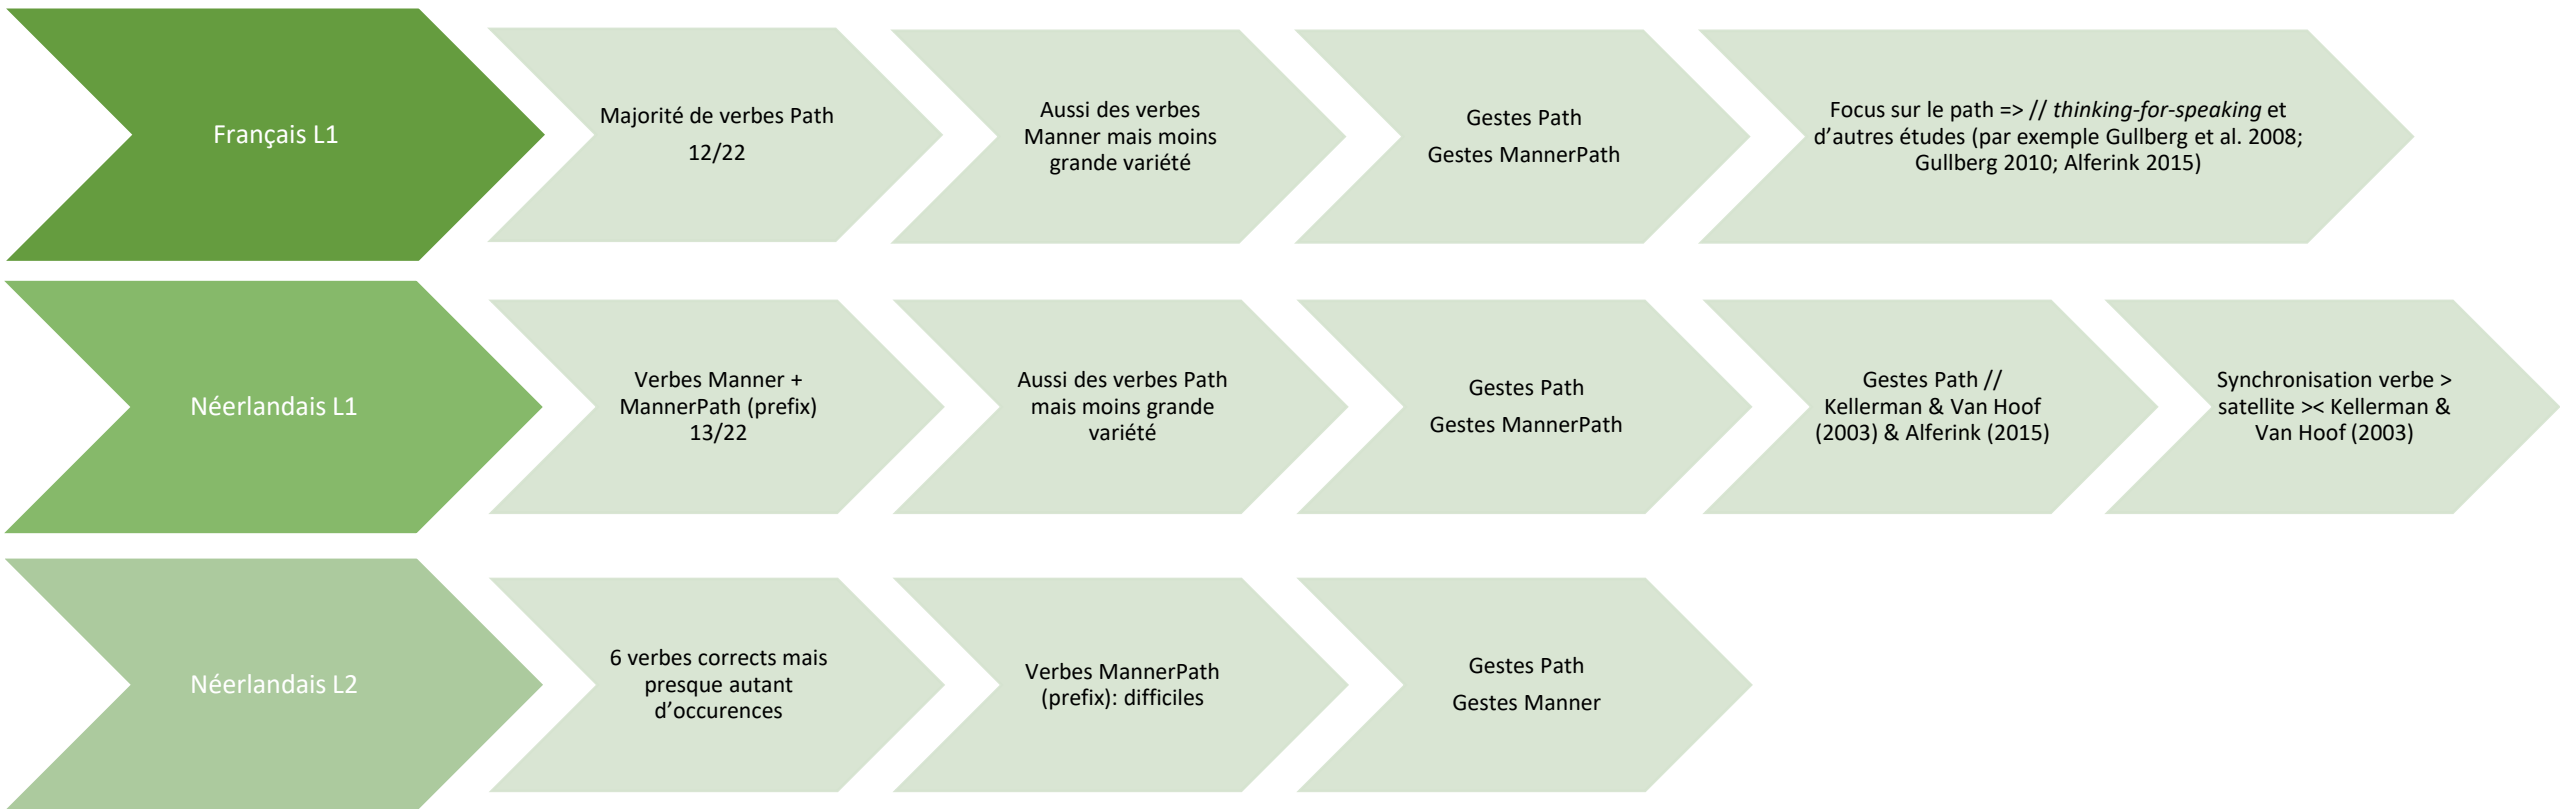 Français L1
Majorité de verbes Path
12/22
Aussi des verbes
Manner mais moins
grande variété
Gestes Path
Gestes MannerPath
Focus sur le path => // thinking-for-speaking et
d'autres études (par exemple Gullberg et al. 2008;
Gullberg 2010; Alferink 2015)
Néerlandais L1
Verbes Manner +
MannerPath (prefix)
13/22
Aussi des verbes Path
mais moins grande
variété
Gestes Path
Gestes MannerPath
Gestes Path //
Kellerman & Van Hoof
(2003) & Alferink (2015)
Synchronisation verbe >
satellite >< Kellerman &
Van Hoof (2003)
Néerlandais L2
6 verbes corrects mais
presque autant
d'occurences
Verbes MannerPath
(prefix): difficiles
Gestes Path
Gestes Manner